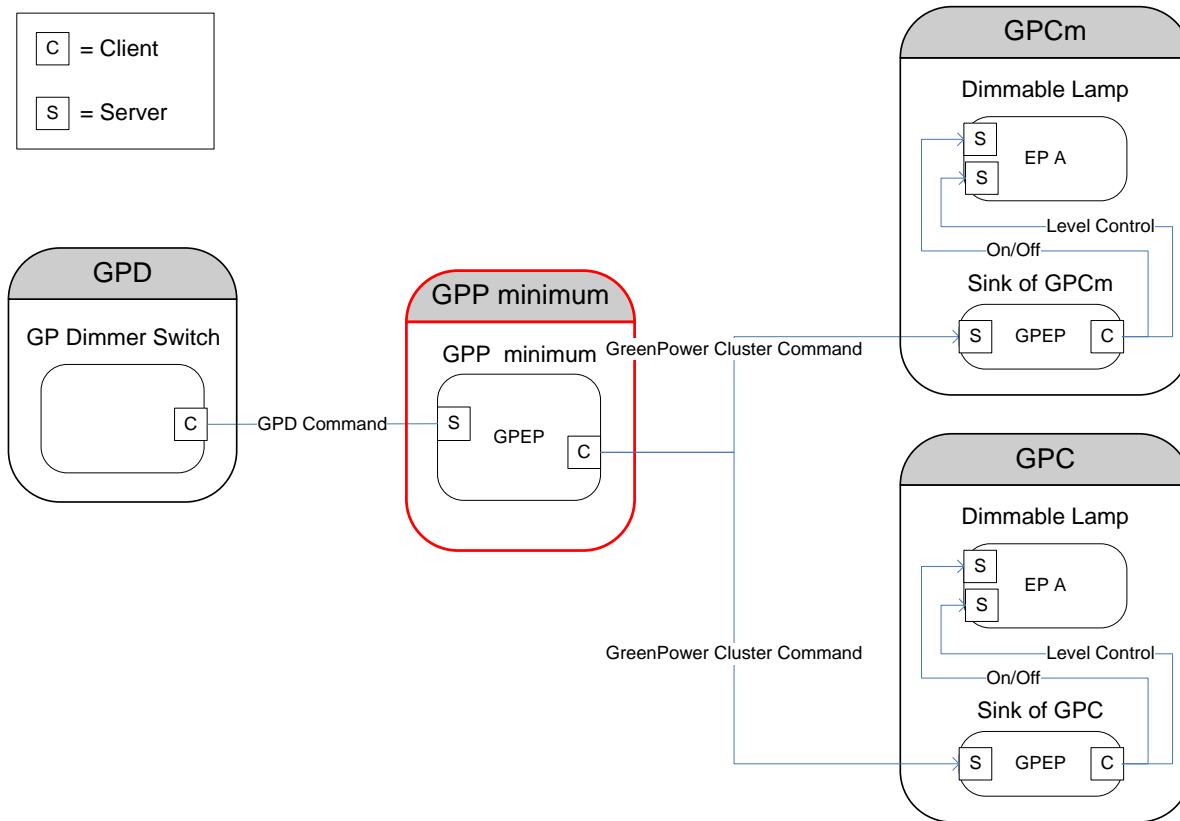 C = Client
S = Server
GPD
GP Dimmer Switch
C
GPD Command
GPP minimum
GPP minimum
S
GPEP
C
GreenPower Cluster Command
GreenPower Cluster Command
GPCm
Dimmable Lamp
S
EP A
S
Level Control
On/Off
Sink of GPCm
S GPEP C
GPC
Dimmable Lamp
S
EP A
S
Level Control
On/Off
Sink of GPC
S GPEP C